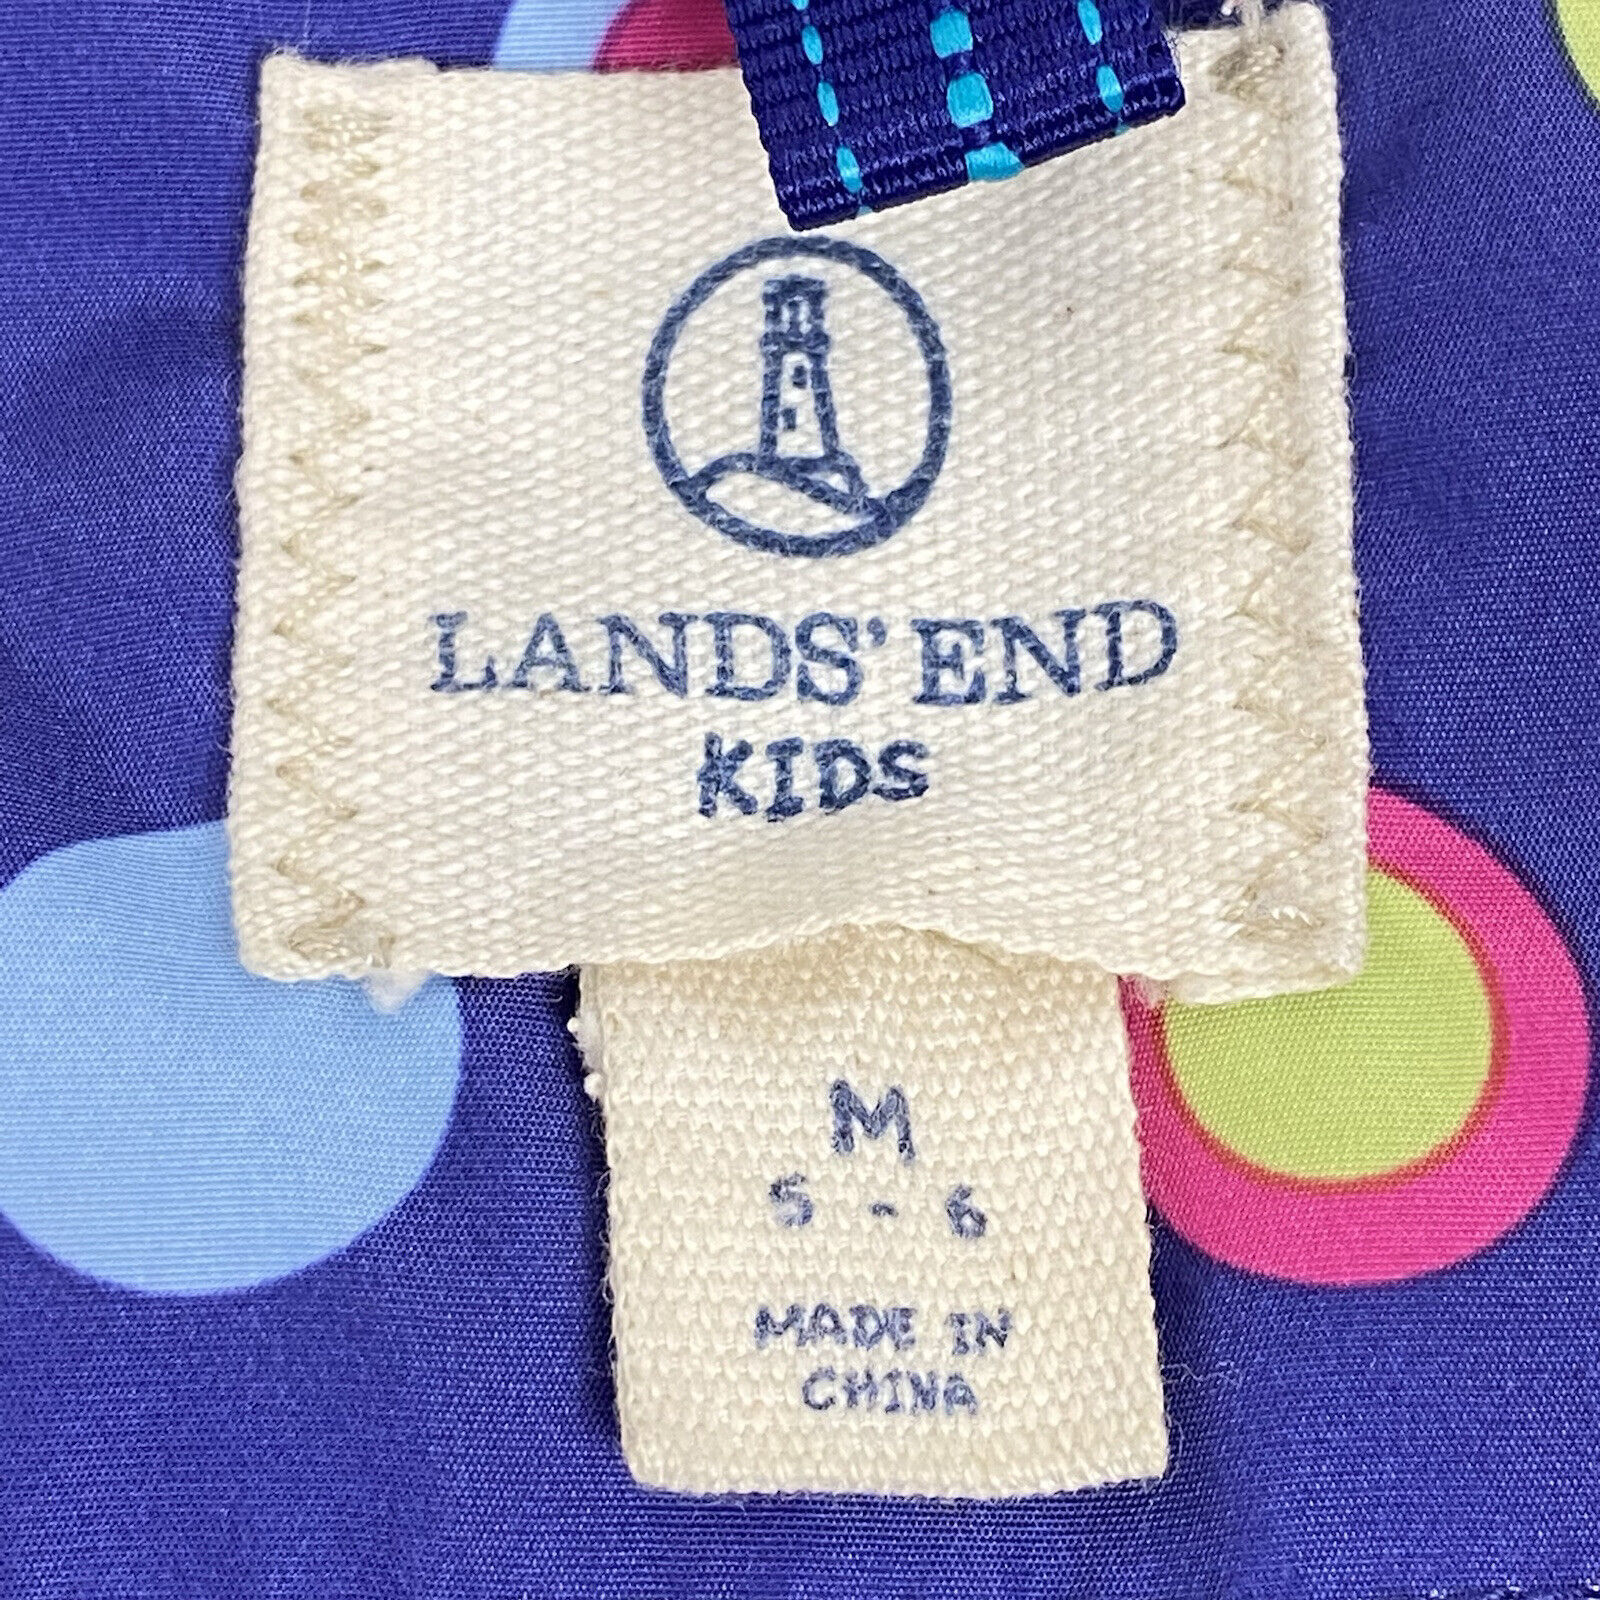 LANDS' END
KIDS
M
5 - 6
MADE IN
CHINA